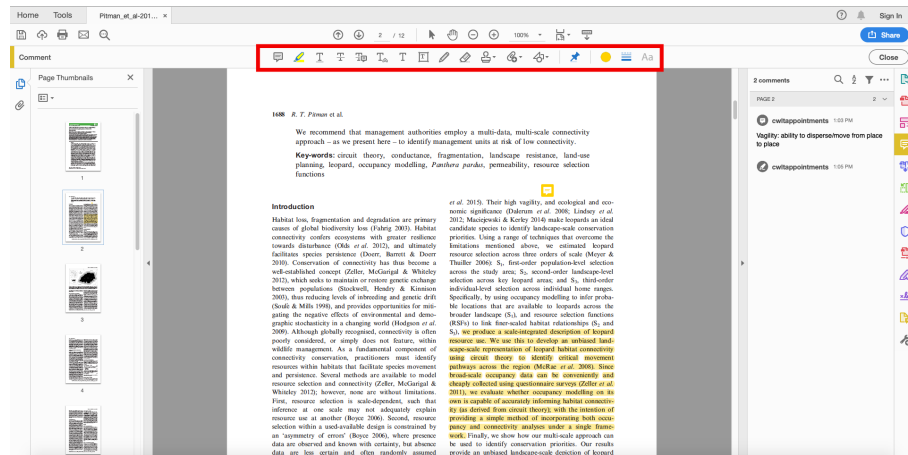 Home Tools Pitman_et_al-201... × Sign In
2 / 12 100% Share
Comment Close
Page Thumbnails ×
1
2
3
4
1688 R. T. Pitman et al.
We recommend that management authorities employ a multi-data, multi-scale connectivity
approach – as we present here – to identify management units at risk of low connectivity.
Key-words: circuit theory, conductance, fragmentation, landscape resistance, land-use
planning, leopard, occupancy modelling, Panthera pardus, permeability, resource selection
functions
Introduction
Habitat loss, fragmentation and degradation are primary
causes of global biodiversity loss (Fahrig 2003). Habitat
connectivity confers ecosystems with greater resilience
towards disturbance (Olds et al. 2012), and ultimately
facilitates species persistence (Doerr, Barrett & Doerr
2010). Conservation of connectivity has thus become a
well-established concept (Zeller, McGarigal & Whiteley
2012), which seeks to maintain or restore genetic exchange
between populations (Stockwell, Hendry & Kinnison
2003), thus reducing levels of inbreeding and genetic drift
(Soulé & Mills 1998), and provides opportunities for miti-
gating the negative effects of environmental and demo-
graphic stochasticity in a changing world (Hodgson et al.
2009). Although globally recognised, connectivity is often
poorly considered, or simply does not feature, within
wildlife management. As a fundamental component of
connectivity conservation, practitioners must identify
resources within habitats that facilitate species movement
and persistence. Several methods are available to model
resource selection and connectivity (Zeller, McGarigal &
Whiteley 2012); however, none are without limitations.
First, resource selection is scale-dependent, such that
inference at one scale may not adequately explain
resource use at another (Boyce 2006). Second, resource
selection within a used-available design is constrained by
an 'asymmetry of errors' (Boyce 2006), where presence
data are observed and known with certainty, but absence
data are less certain and often randomly assumed
et al. 2015). Their high vagility, and ecological and eco-
nomic significance (Dalerum et al. 2008; Lindsey et al.
2012; Maciejewski & Kerley 2014) make leopards an ideal
candidate species to identify landscape-scale conservation
priorities. Using a range of techniques that overcome the
limitations mentioned above, we estimated leopard
resource selection across three orders of scale (Meyer &
Thuiller 2006): S₁, first-order population-level selection
across the study area; S₂, second-order landscape-level
selection across key leopard areas; and S₃, third-order
individual-level selection across individual home ranges.
Specifically, by using occupancy modelling to infer proba-
ble locations that are available to leopards across the
broader landscape (S₁), and resource selection functions
(RSFs) to link finer-scaled habitat relationships (S₂ and
S₃), we produce a scale-integrated description of leopard
resource use. We use this to develop an unbiased land-
scape-scale representation of leopard habitat connectivity
using circuit theory to identify critical movement
pathways across the region (McRae et al. 2008). Since
broad-scale occupancy data can be conveniently and
cheaply collected using questionnaire surveys (Zeller et al.
2011), we evaluate whether occupancy modelling on its
own is capable of accurately informing habitat connectiv-
ity (as derived from circuit theory); with the intention of
providing a simple method of incorporating both occu-
pancy and connectivity analyses under a single frame-
work. Finally, we show how our multi-scale approach can
be used to identify conservation priorities. Our results
provide an unbiased landscape-scale depiction of leopard
2 comments
PAGE 2 2
cwltappointments 1:03 PM
Vagility: ability to disperse/move from place
to place
cwltappointments 1:05 PM